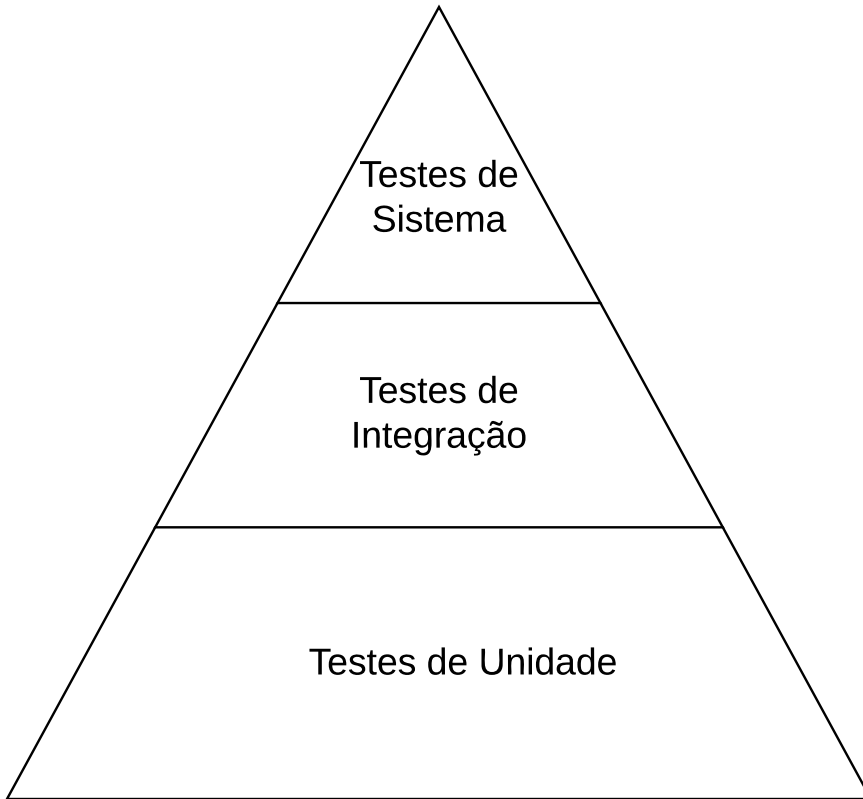 Testes de
Sistema
Testes de
Integração
Testes de Unidade